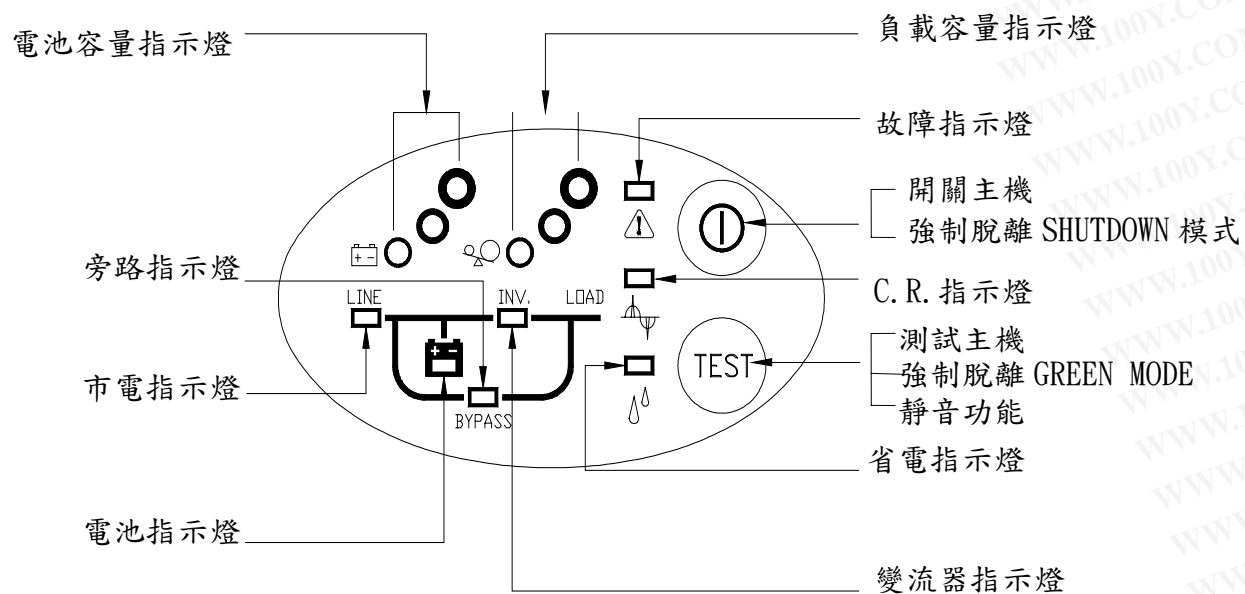 電池容量指示燈
負載容量指示燈
故障指示燈
開關主機
強制脫離 SHUTDOWN 模式
旁路指示燈
C.R.指示燈
LINE
INV.
LOAD
測試主機
TEST
強制脫離 GREEN MODE
市電指示燈
靜音功能
BYPASS
省電指示燈
電池指示燈
變流器指示燈
WWW.100Y.COM